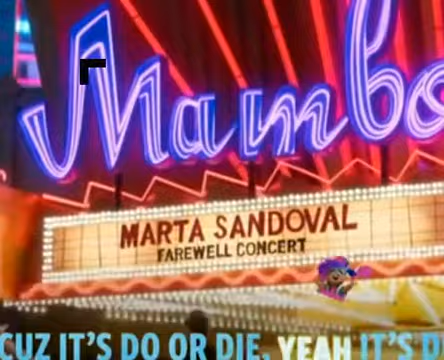 Mambo
MARTA SANDOVAL
FAREWELL CONCERT
CUZ IT'S DO OR DIE, YEAH IT'S D